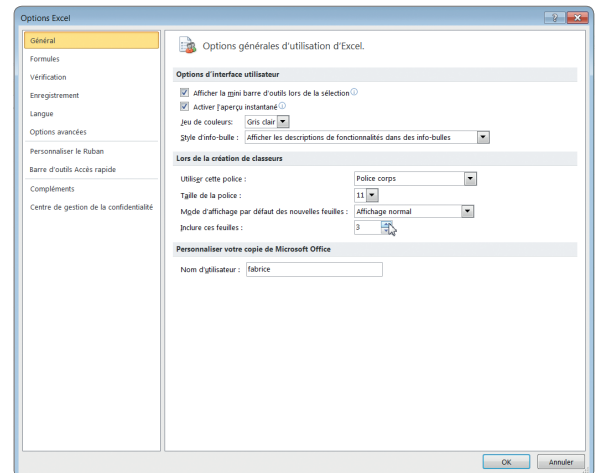 Options Excel
Général
Formules
Vérification
Enregistrement
Langue
Options avancées
Personnaliser le Ruban
Barre d'outils Accès rapide
Compléments
Centre de gestion de la confidentialité
Options générales d'utilisation d'Excel.
Options d'interface utilisateur
Afficher la mini barre d'outils lors de la sélection
Activer l'aperçu instantané
Jeu de couleurs: Gris clair
Style d'info-bulle : Afficher les descriptions de fonctionnalités dans des info-bulles
Lors de la création de classeurs
Utiliser cette police : Police corps
Taille de la police : 11
Mode d'affichage par défaut des nouvelles feuilles : Affichage normal
Inclure ces feuilles : 3
Personnaliser votre copie de Microsoft Office
Nom d'utilisateur : fabrice
OK Annuler